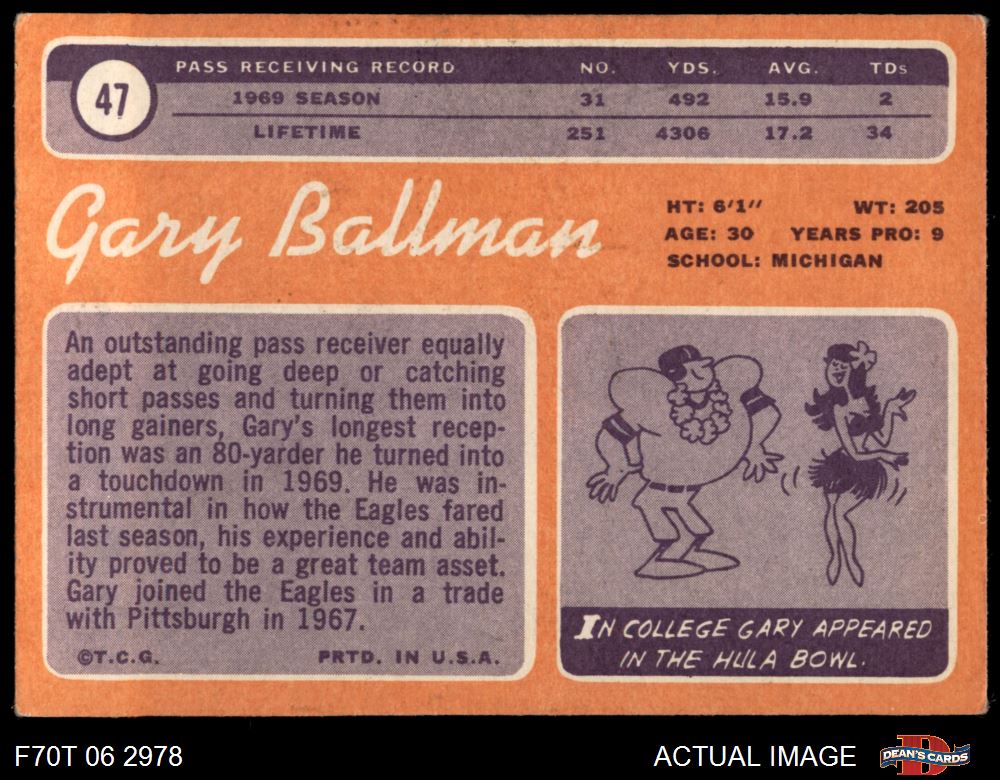 47
PASS RECEIVING RECORD NO. YDS. AVG. TDs
1969 SEASON 31 492 15.9 2
LIFETIME 251 4306 17.2 34
Gary Ballman
HT: 6'1" WT: 205
AGE: 30 YEARS PRO: 9
SCHOOL: MICHIGAN
An outstanding pass receiver equally
adept at going deep or catching
short passes and turning them into
long gainers, Gary's longest recep-
tion was an 80-yarder he turned into
a touchdown in 1969. He was in-
strumental in how the Eagles fared
last season, his experience and abil-
ity proved to be a great team asset.
Gary joined the Eagles in a trade
with Pittsburgh in 1967.
©T.C.G. PRTD. IN U.S.A.
IN COLLEGE GARY APPEARED
IN THE HULA BOWL.
F70T 06 2978
ACTUAL IMAGE
D
DEAN'S CARDS